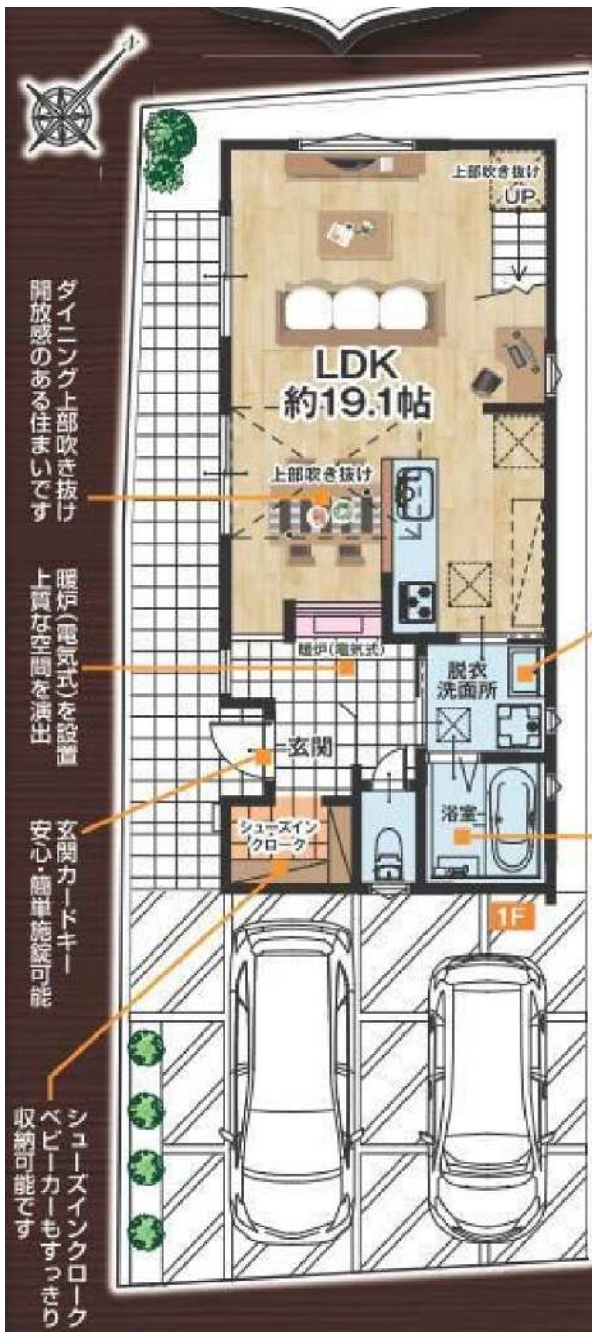 ダイニング上部吹き抜け
開放感のある住まいです
暖炉(電気式)を設置
上質な空間を演出
玄関カードキー
安心・簡単施錠可能
シューズインクローク
ベビーカーもすっきり
収納可能です
上部吹き抜け
UP
LDK
約19.1帖
上部吹き抜け
暖炉(電気式)
脱衣
洗面所
玄関
シューズイン
クローク
浴室
1F